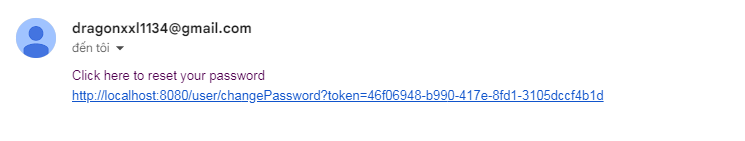 dragonxxl1134@gmail.com
đến tôi
Click here to reset your password
http://localhost:8080/user/changePassword?token=46f06948-b990-417e-8fd1-3105dccf4b1d